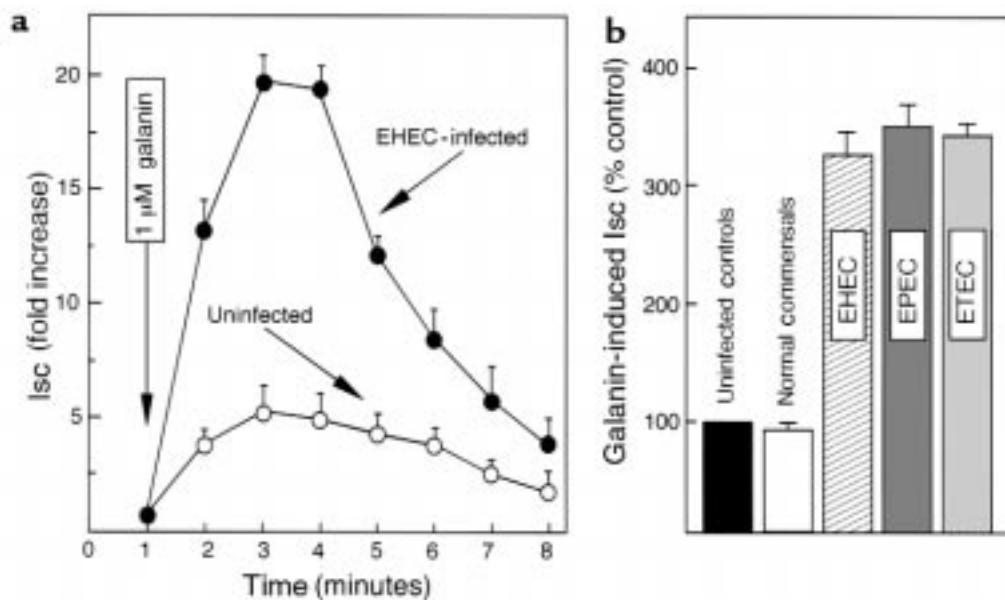 a
Isc (fold increase)
20
15
10
5
0
1 μM galanin
EHEC-infected
Uninfected
0 1 2 3 4 5 6 7 8
Time (minutes)
b
Galanin-induced Isc (% control)
400
300
200
100
Uninfected controls
Normal commensals
EHEC
EPEC
ETEC